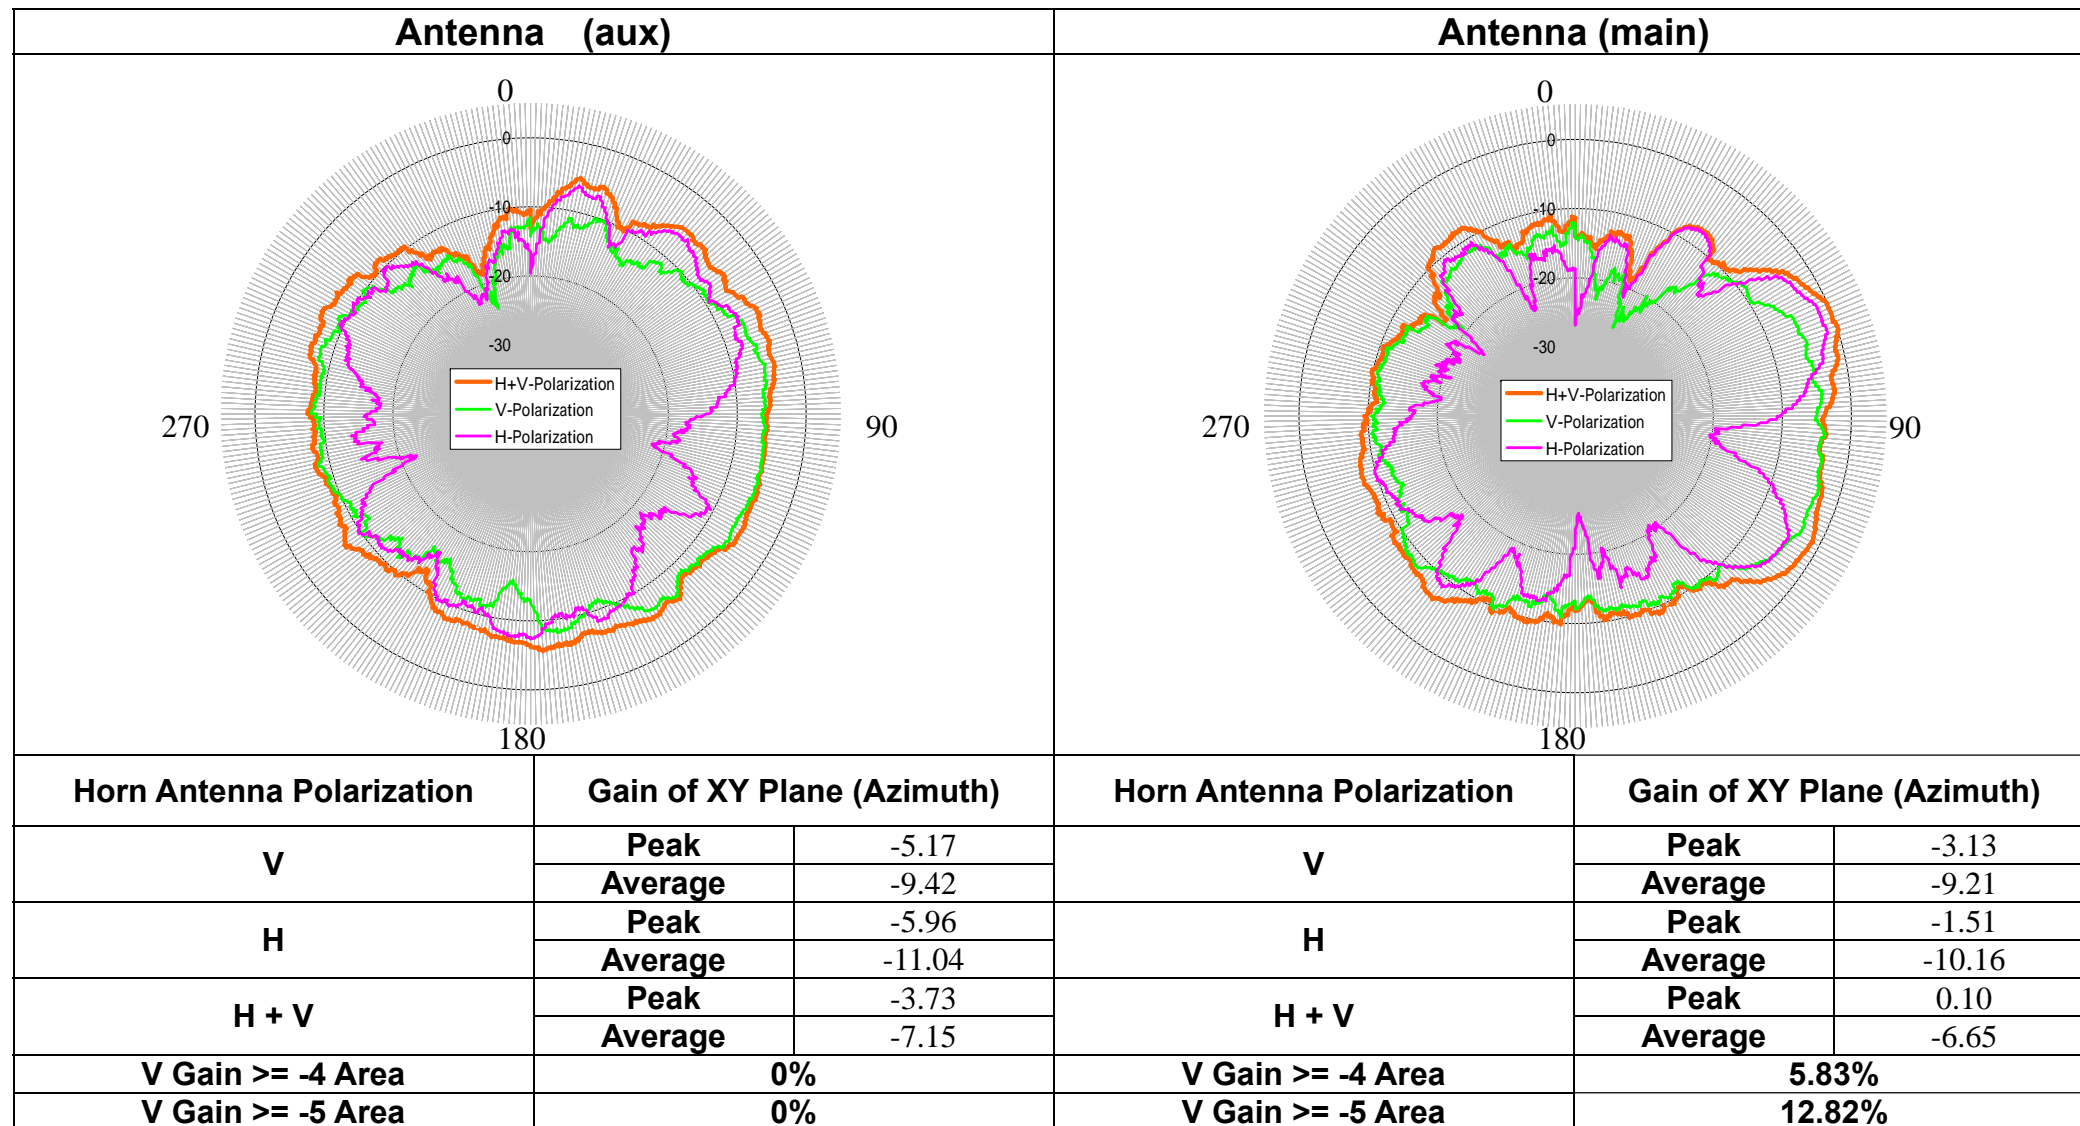 Antenna (aux)
Antenna (main)
0
0
-10
-20
-30
H+V-Polarization
V-Polarization
H-Polarization
270
90
180
0
0
-10
-20
-30
H+V-Polarization
V-Polarization
H-Polarization
270
90
180
Horn Antenna Polarization Gain of XY Plane (Azimuth) Horn Antenna Polarization Gain of XY Plane (Azimuth)
V Peak -5.17 V Peak -3.13
Average -9.42 Average -9.21
H Peak -5.96 H Peak -1.51
Average -11.04 Average -10.16
H + V Peak -3.73 H + V Peak 0.10
Average -7.15 Average -6.65
V Gain >= -4 Area 0% V Gain >= -4 Area 5.83%
V Gain >= -5 Area 0% V Gain >= -5 Area 12.82%